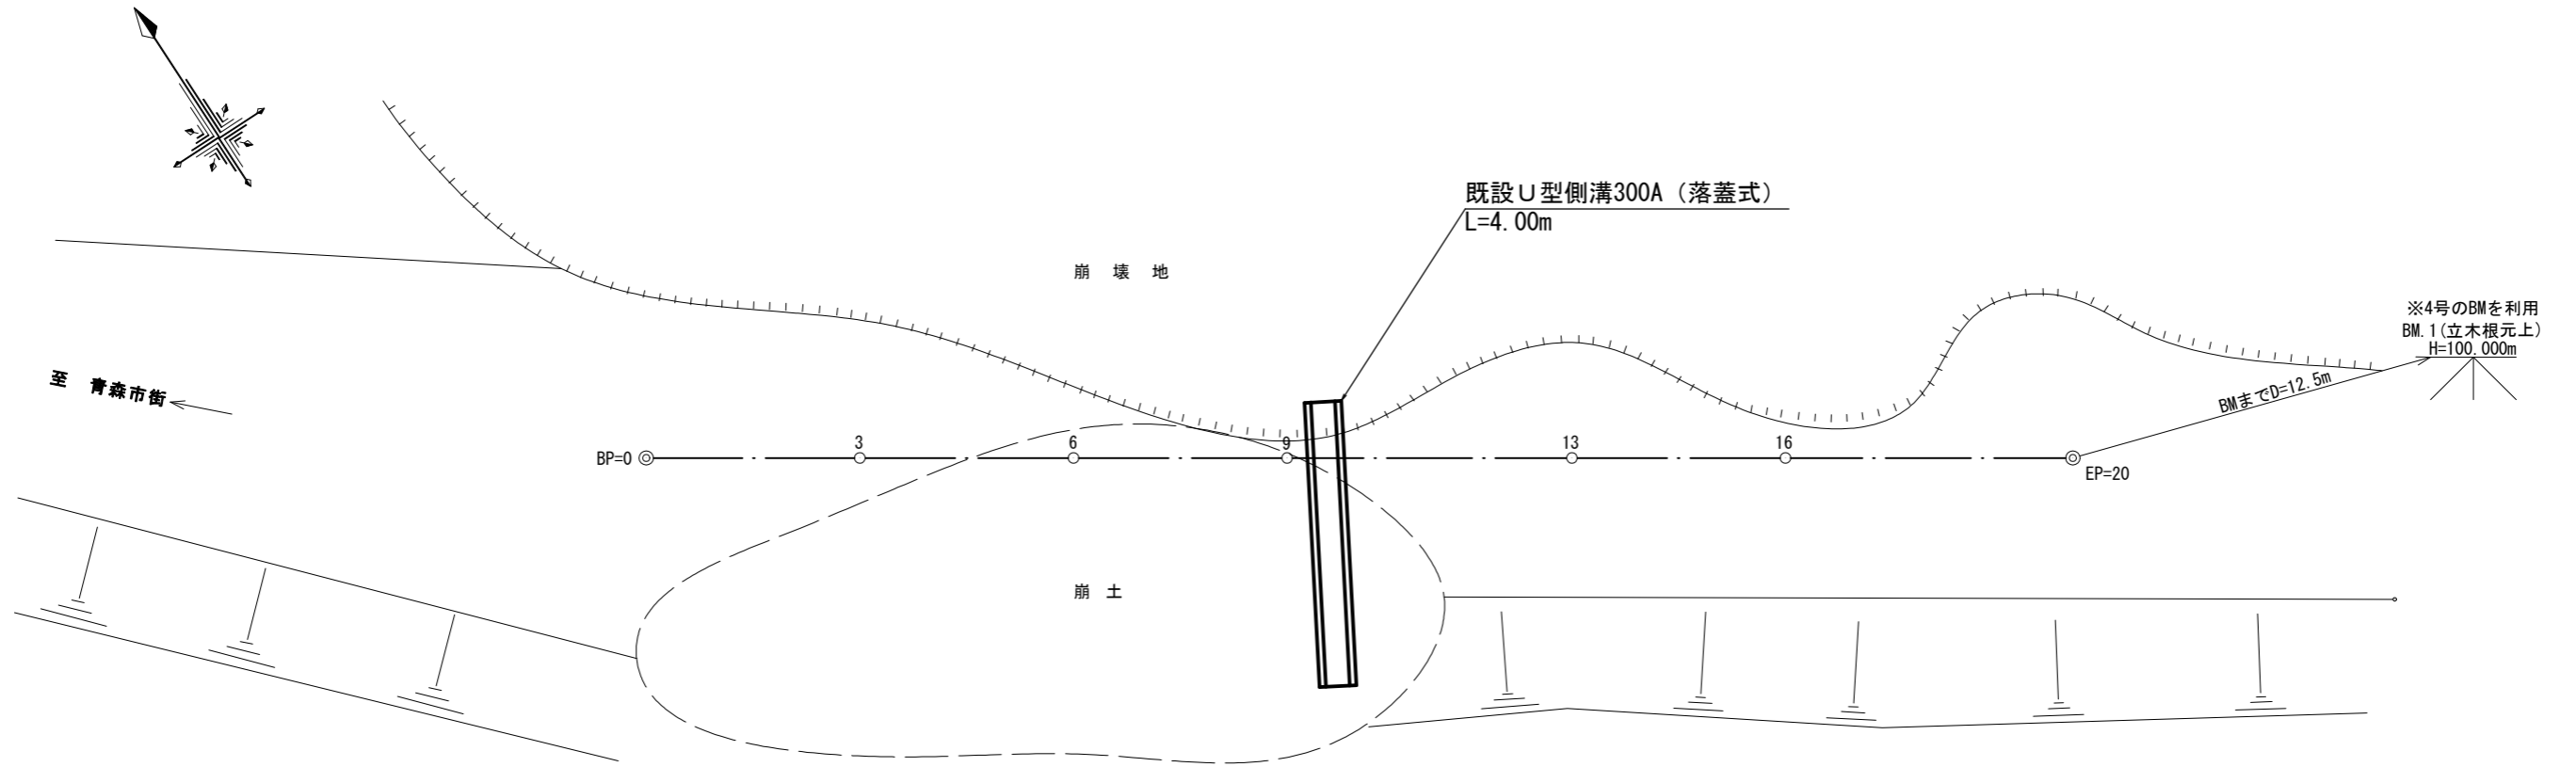 既設U型側溝300A（落蓋式）
L=4.00m
崩 壊 地
※4号のBMを利用
BM.1(立木根元上)
H=100.000m
至 青森市街
BMまでD=12.5m
BP=0
3
6
9
13
16
EP=20
崩 土